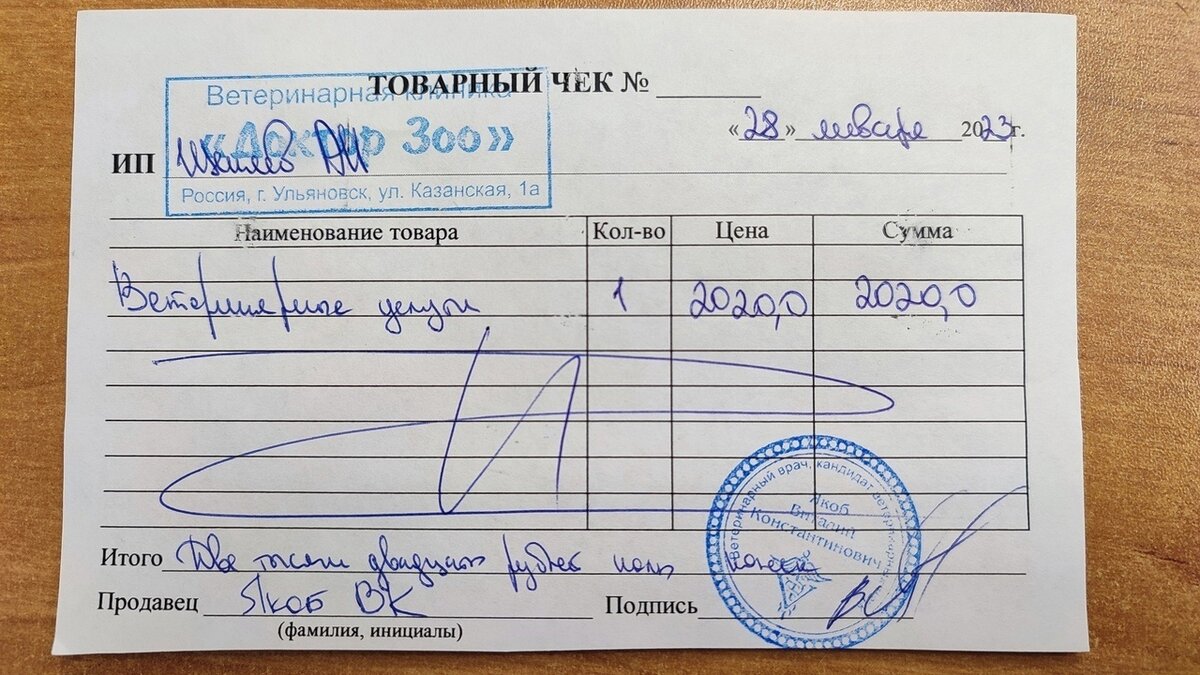 ТОВАРНЫЙ ЧЕК №
Ветеринарная клиника
«Доктор Зоо»
Россия, г. Ульяновск, ул. Казанская, 1а
«28» января 2023г.
ИП АИ
Наименование товара Кол-во Цена Сумма
Ветеринарные услуги 1 2020,0 2020,0
Итого Две тысячи двадцать рублей ноль копеек
Продавец Якоб ВК Подпись
(фамилия, инициалы)
Ветеринарный врач, кандидат
Якоб
Виталий
Константинович